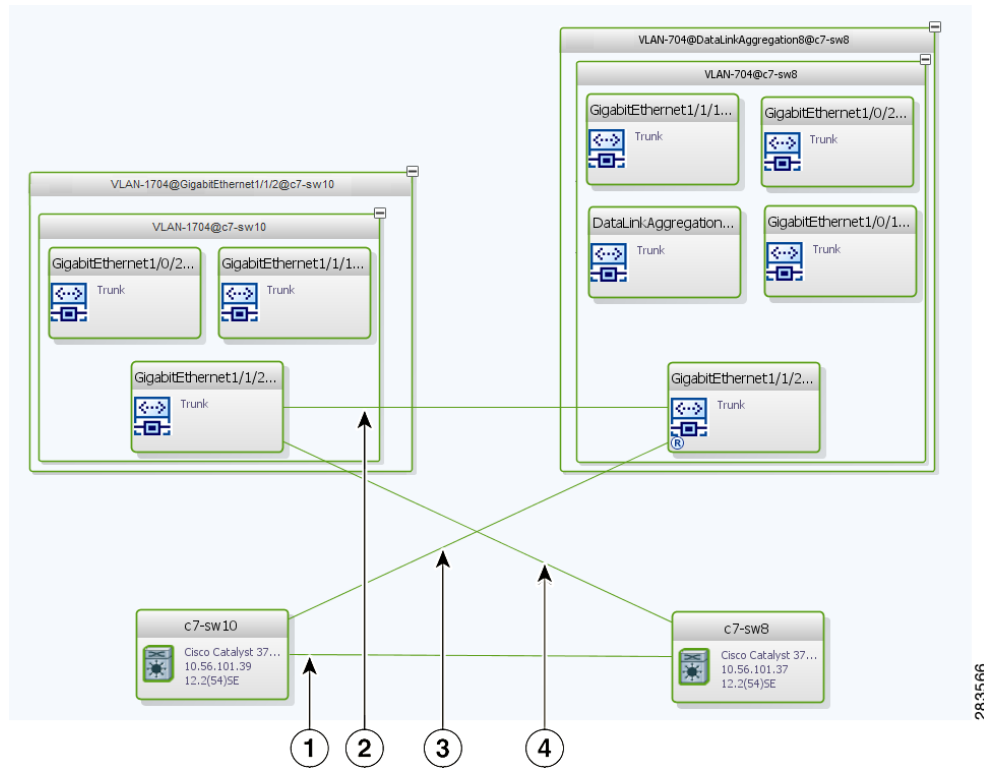 VLAN-704@DataLinkAggregation8@c7-sw8
VLAN-704@c7-sw8
GigabitEthernet1/1/1...
Trunk
GigabitEthernet1/0/2...
Trunk
DataLinkAggregation...
Trunk
GigabitEthernet1/0/1...
Trunk
GigabitEthernet1/1/2...
Trunk
R
VLAN-1704@GigabitEthernet1/1/2@c7-sw10
VLAN-1704@c7-sw10
GigabitEthernet1/0/2...
Trunk
GigabitEthernet1/1/1...
Trunk
GigabitEthernet1/1/2...
Trunk
c7-sw10
Cisco Catalyst 37...
10.56.101.39
12.2(54)SE
c7-sw8
Cisco Catalyst 37...
10.56.101.37
12.2(54)SE
1
2
3
4
283566